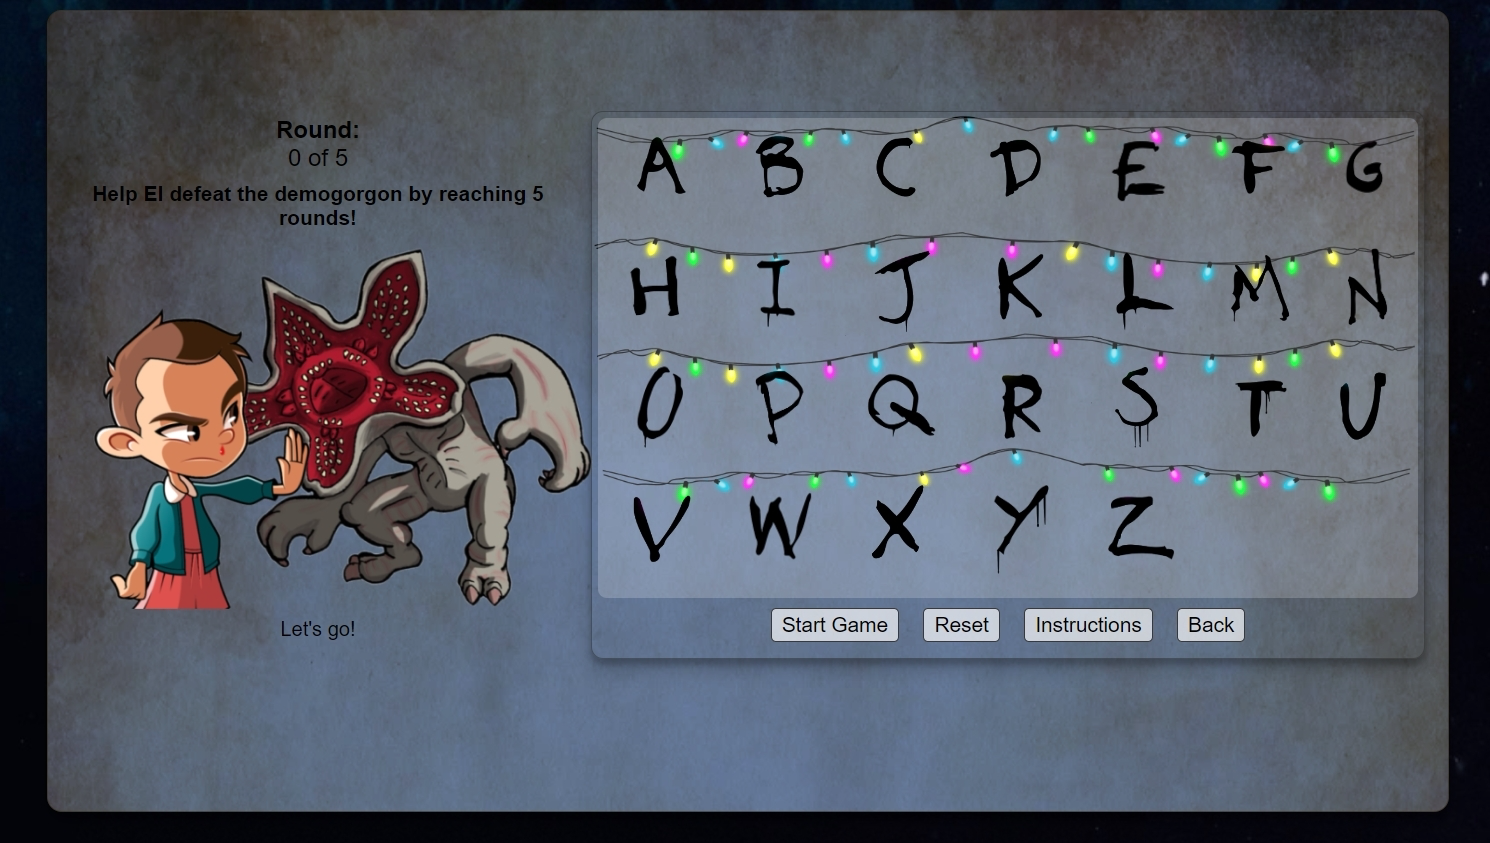 Round:
0 of 5
Help El defeat the demogorgon by reaching 5
rounds!
Let's go!
A B C D E F G
H I J K L M N
O P Q R S T U
V W X Y Z
Start Game Reset Instructions Back